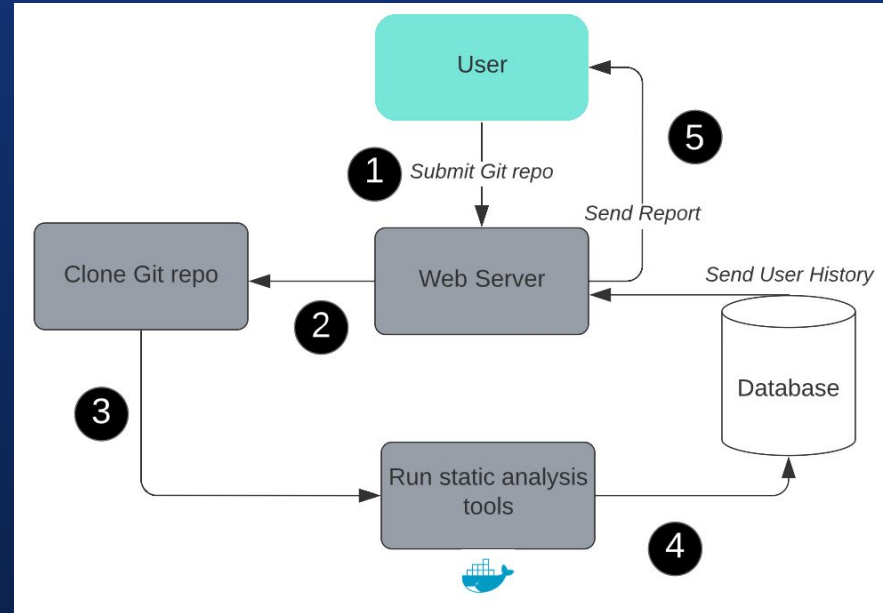 User
5
1
Submit Git repo
Send Report
Clone Git repo
Web Server
Send User History
2
Database
3
Run static analysis
tools
4